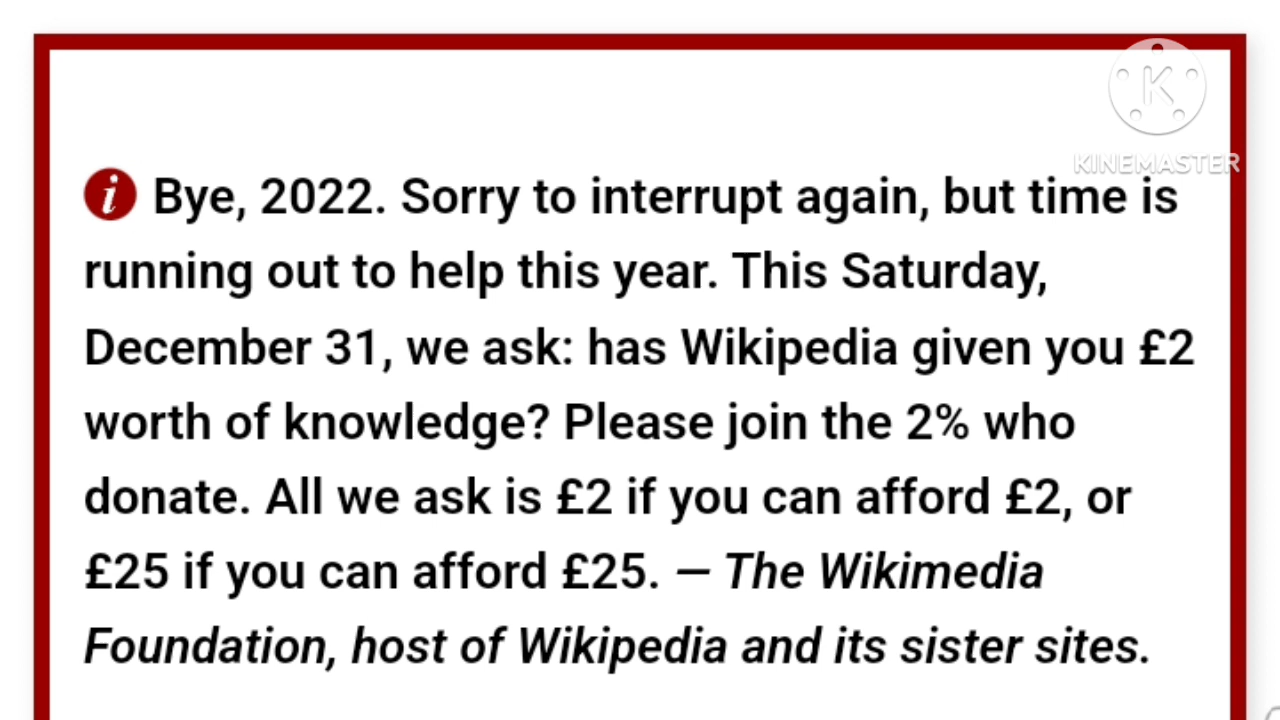 K
KINEMASTER
i Bye, 2022. Sorry to interrupt again, but time is
running out to help this year. This Saturday,
December 31, we ask: has Wikipedia given you £2
worth of knowledge? Please join the 2% who
donate. All we ask is £2 if you can afford £2, or
£25 if you can afford £25. — The Wikimedia
Foundation, host of Wikipedia and its sister sites.